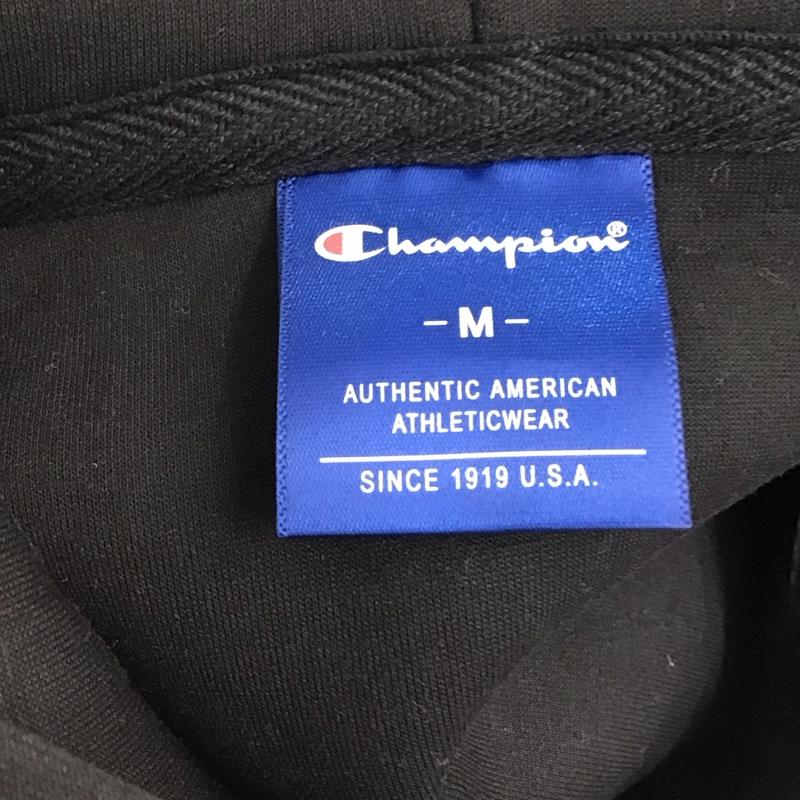 Champion®
-M-
AUTHENTIC AMERICAN
ATHLETICWEAR
SINCE 1919 U.S.A.